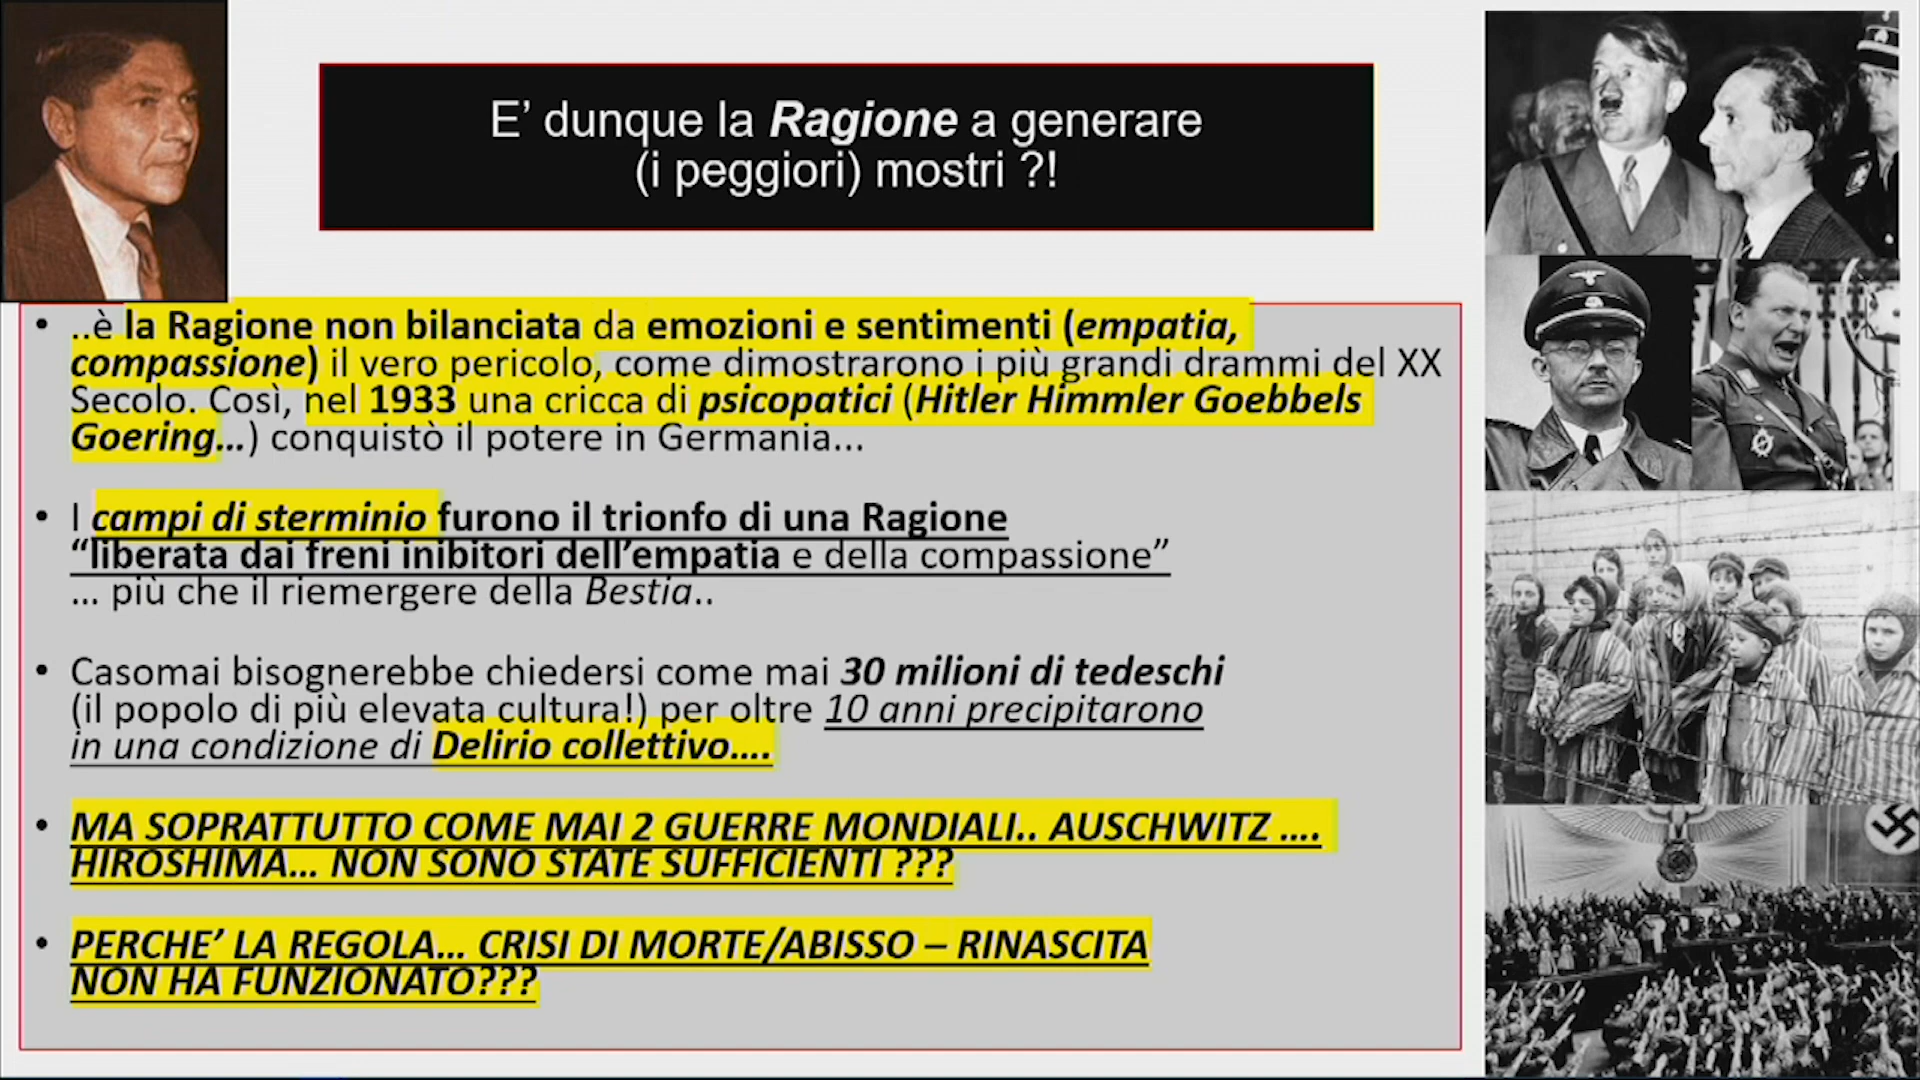 E’ dunque la Ragione a generare
(i peggiori) mostri ?!
• ..è la Ragione non bilanciata da emozioni e sentimenti (empatia,
compassione) il vero pericolo, come dimostrarono i più grandi drammi del XX
Secolo. Così, nel 1933 una cricca di psicopatici (Hitler Himmler Goebbels
Goering...) conquistò il potere in Germania...
• I campi di sterminio furono il trionfo di una Ragione
“liberata dai freni inibitori dell’empatia e della compassione”
... più che il riemergere della Bestia..
• Casomai bisognerebbe chiedersi come mai 30 milioni di tedeschi
(il popolo di più elevata cultura!) per oltre 10 anni precipitarono
in una condizione di Delirio collettivo....
• MA SOPRATTUTTO COME MAI 2 GUERRE MONDIALI.. AUSCHWITZ ....
HIROSHIMA... NON SONO STATE SUFFICIENTI ???
• PERCHE’ LA REGOLA... CRISI DI MORTE/ABISSO – RINASCITA
NON HA FUNZIONATO???